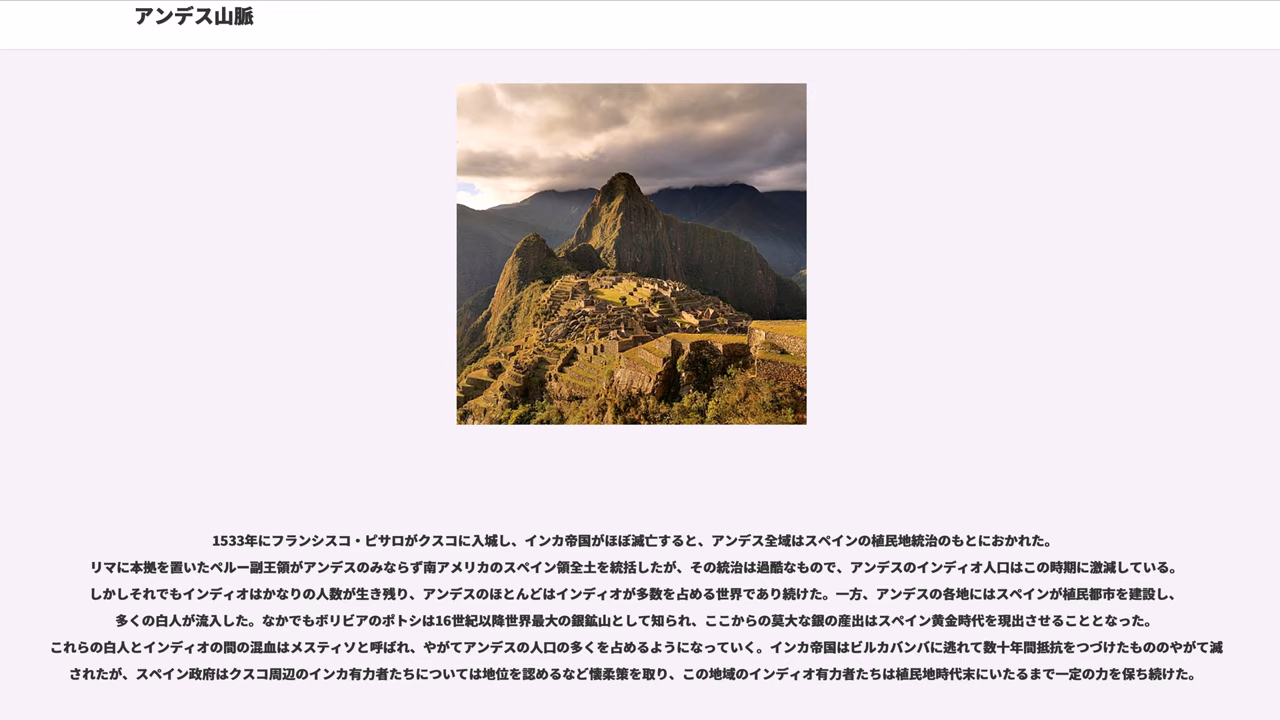 アンデス山脈
1533年にフランシスコ・ピサロがクスコに入城し、インカ帝国がほぼ滅亡すると、アンデス全域はスペインの植民地統治のもとにおかれた。
リマに本拠を置いたペルー副王領がアンデスのみならず南アメリカのスペイン領全土を統括したが、その統治は過酷なもので、アンデスのインディオ人口はこの時期に激減している。
しかしそれでもインディオはかなりの人数が生き残り、アンデスのほとんどはインディオが多数を占める世界であり続けた。一方、アンデスの各地にはスペインが植民都市を建設し、
多くの白人が流入した。なかでもボリビアのポトシは16世紀以降世界最大の銀鉱山として知られ、ここからの莫大な銀の産出はスペイン黄金時代を現出させることとなった。
これらの白人とインディオの間の混血はメスティソと呼ばれ、やがてアンデスの人口の多くを占めるようになっていく。インカ帝国はビルカバンバに逃れて数十年間抵抗をつづけたもののやがて滅
されたが、スペイン政府はクスコ周辺のインカ有力者たちについては地位を認めるなど懐柔策を取り、この地域のインディオ有力者たちは植民地時代末にいたるまで一定の力を保ち続けた。